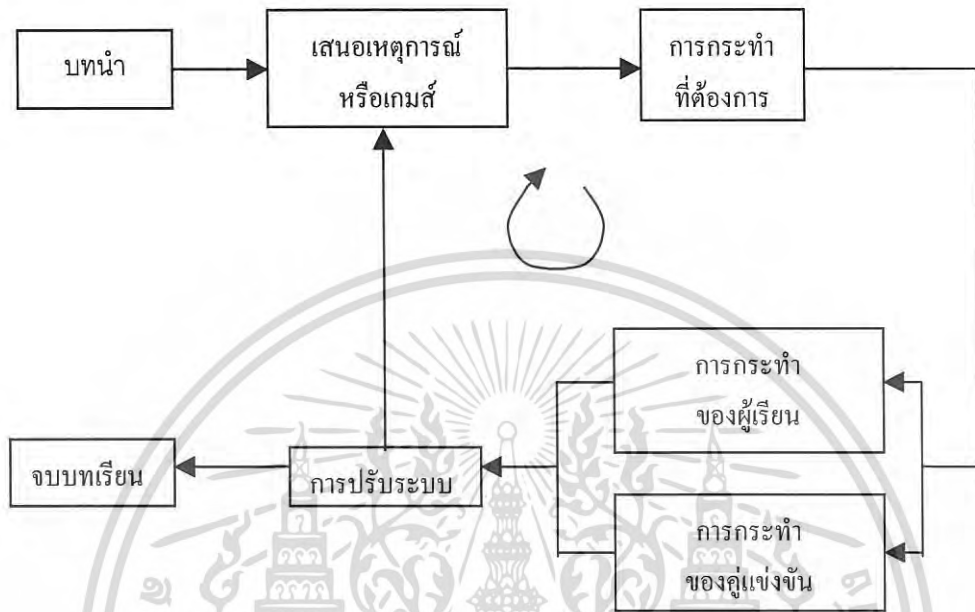 บทนำ
เสนอเหตุการณ์
หรือเกมส์
การกระทำ
ที่ต้องการ
การกระทำ
ของผู้เรียน
จบบทเรียน
การปรับระบบ
การกระทำ
ของคู่แข่งขัน